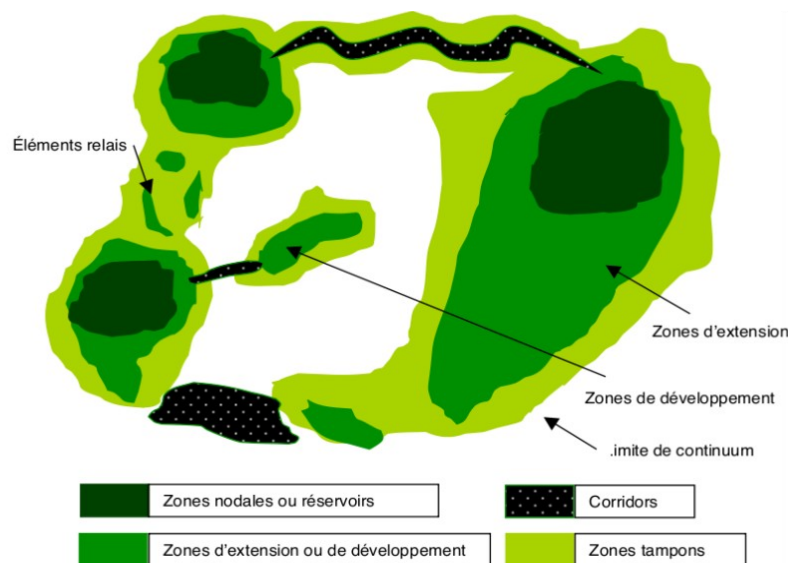 Éléments relais
Zones d'extension
Zones de développement
.imite de continuum
Zones nodales ou réservoirs
Corridors
Zones d'extension ou de développement
Zones tampons